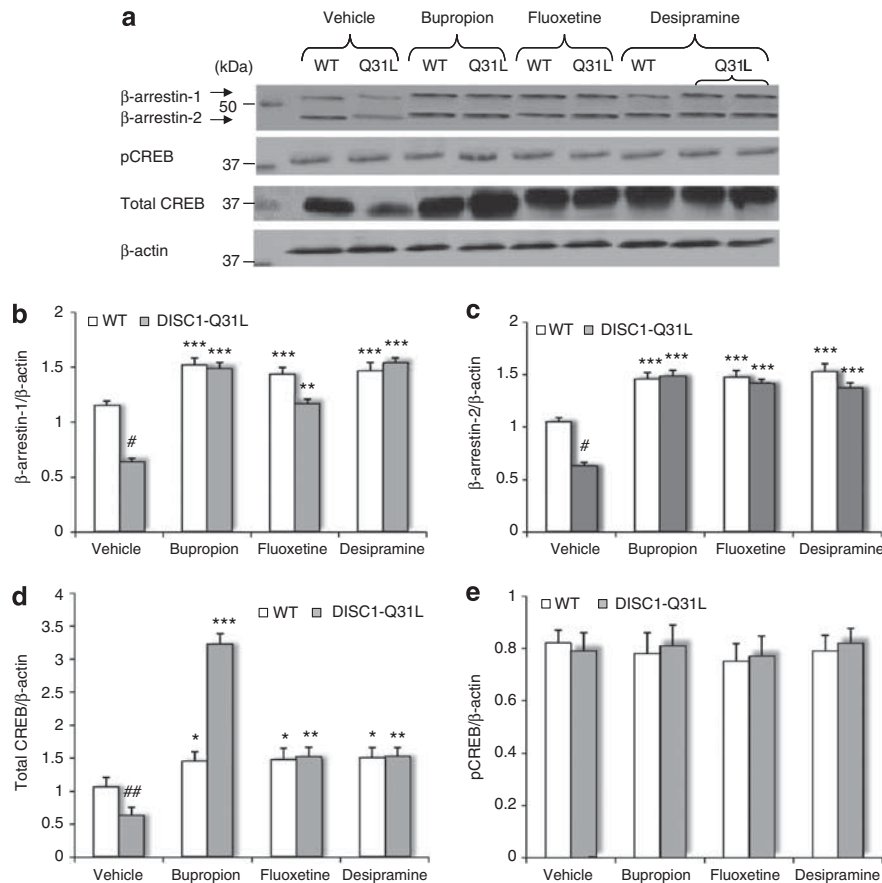 a
Vehicle Bupropion Fluoxetine Desipramine
(kDa) WT Q31L WT Q31L WT Q31L WT Q31L
β-arrestin-1
50
β-arrestin-2
pCREB
37
Total CREB 37
β-actin
37
b
2
1.5
1
0.5
0
β-arrestin-1/β-actin
WT DISC1-Q31L
#
*** ***
*** **
*** ***
Vehicle Bupropion Fluoxetine Desipramine
c
2
1.5
1
0.5
0
β-arrestin-2/β-actin
WT DISC1-Q31L
#
*** ***
*** ***
*** ***
Vehicle Bupropion Fluoxetine Desipramine
d
4
3.5
3
2.5
2
1.5
1
0.5
0
Total CREB/β-actin
WT DISC1-Q31L
##
* ***
* **
* **
Vehicle Bupropion Fluoxetine Desipramine
e
1
0.8
0.6
0.4
0.2
0
pCREB/β-actin
WT DISC1-Q31L
Vehicle Bupropion Fluoxetine Desipramine